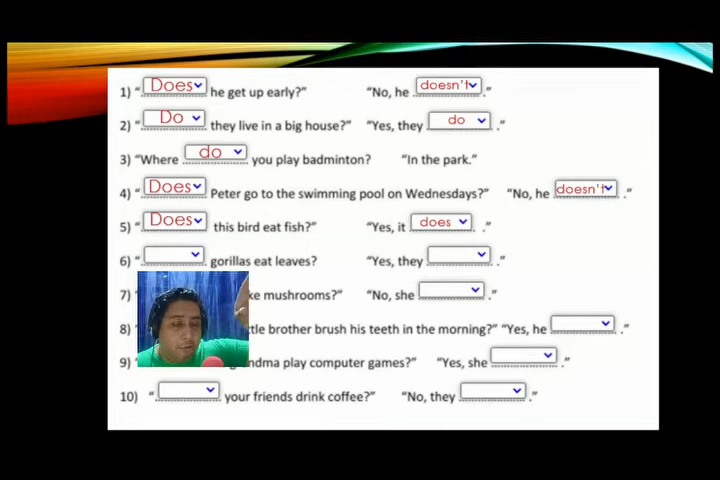 1) "Does he get up early?" "No, he doesn't."
2) "Do they live in a big house?" "Yes, they do."
3) "Where do you play badminton? "In the park."
4) "Does Peter go to the swimming pool on Wednesdays?" "No, he doesn't."
5) "Does this bird eat fish?" "Yes, it does."
6) " gorillas eat leaves? "Yes, they ."
7) mushrooms?" "No, she ."
8) brother brush his teeth in the morning?" "Yes, he ."
9) play computer games?" "Yes, she ."
10) " your friends drink coffee?" "No, they ."